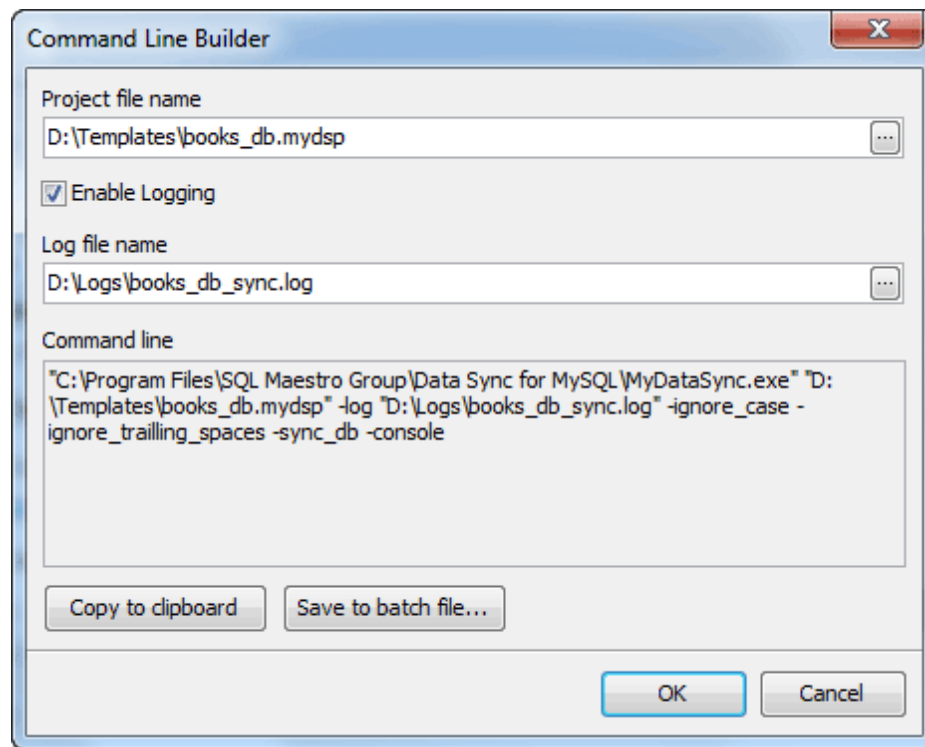 Command Line Builder
Project file name
D:\Templates\books_db.mydsp
...
Enable Logging
Log file name
D:\Logs\books_db_sync.log
...
Command line
"C:\Program Files\SQL Maestro Group\Data Sync for MySQL\MyDataSync.exe" "D:
\Templates\books_db.mydsp" -log "D:\Logs\books_db_sync.log" -ignore_case -
ignore_trailling_spaces -sync_db -console
Copy to clipboard
Save to batch file...
OK
Cancel